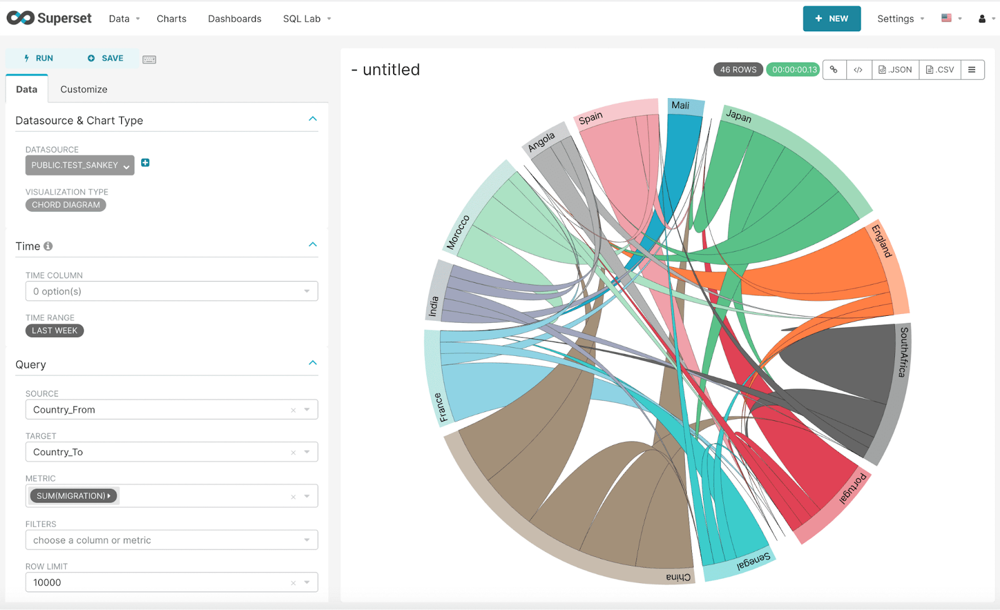 Superset Data Charts Dashboards SQL Lab + NEW Settings
RUN SAVE
Data Customize
Datasource & Chart Type
DATASOURCE
PUBLIC.TEST_SANKEY
VISUALIZATION TYPE
CHORD DIAGRAM
Time
TIME COLUMN
0 option(s)
TIME RANGE
LAST WEEK
Query
SOURCE
Country_From
TARGET
Country_To
METRIC
SUM(MIGRATION)
FILTERS
choose a column or metric
ROW LIMIT
10000
- untitled
46 ROWS 00:00:00.13 </> .JSON .CSV
Mali
Japan
England
SouthAfrica
Portugal
Senegal
China
France
India
Morocco
Angola
Spain